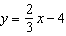 y = 2/3 x − 4